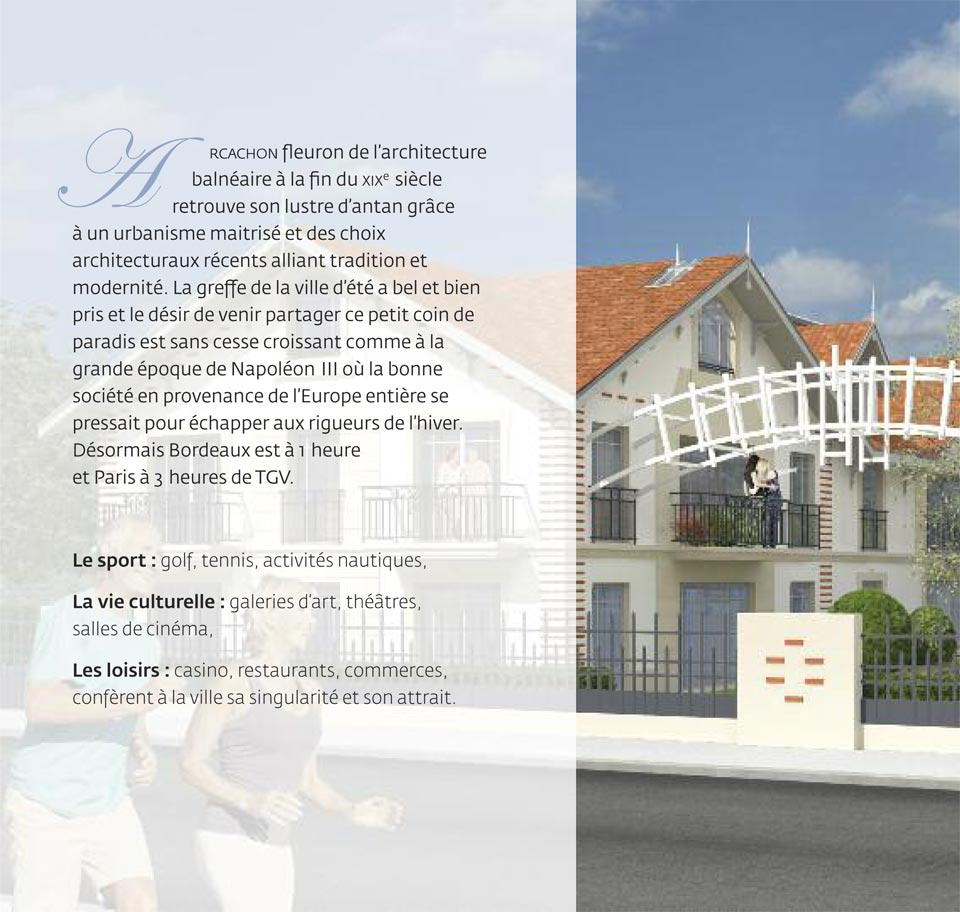 ARCACHON fleuron de l'architecture
balnéaire à la fin du XIXe siècle
retrouve son lustre d'antan grâce
à un urbanisme maitrisé et des choix
architecturaux récents alliant tradition et
modernité. La greffe de la ville d'été a bel et bien
pris et le désir de venir partager ce petit coin de
paradis est sans cesse croissant comme à la
grande époque de Napoléon III où la bonne
société en provenance de l'Europe entière se
pressait pour échapper aux rigueurs de l'hiver.
Désormais Bordeaux est à 1 heure
et Paris à 3 heures de TGV.
Le sport : golf, tennis, activités nautiques,
La vie culturelle : galeries d'art, théâtres,
salles de cinéma,
Les loisirs : casino, restaurants, commerces,
confèrent à la ville sa singularité et son attrait.